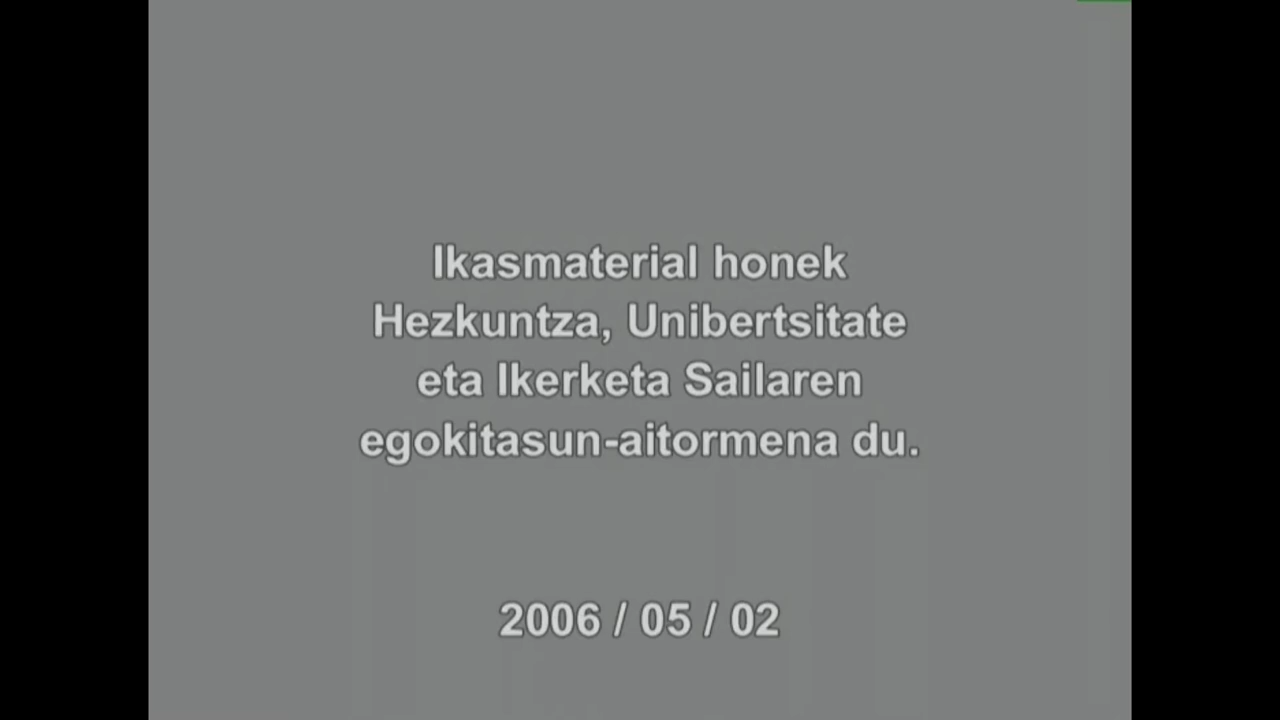 Ikasmaterial honek
Hezkuntza, Unibertsitate
eta Ikerketa Sailaren
egokitasun-aitormena du.
2006 / 05 / 02